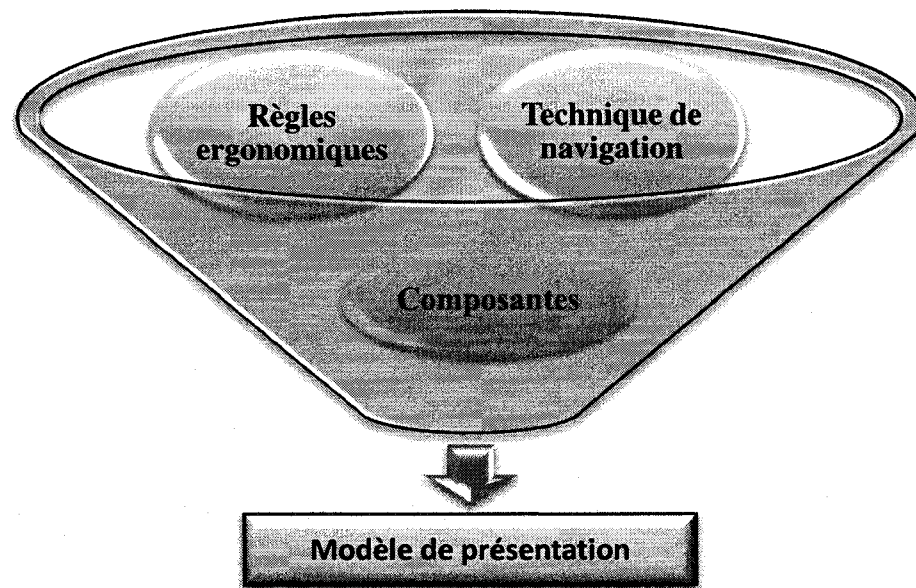 Règles
ergonomiques
Technique de
navigation
Composantes
Modèle de présentation